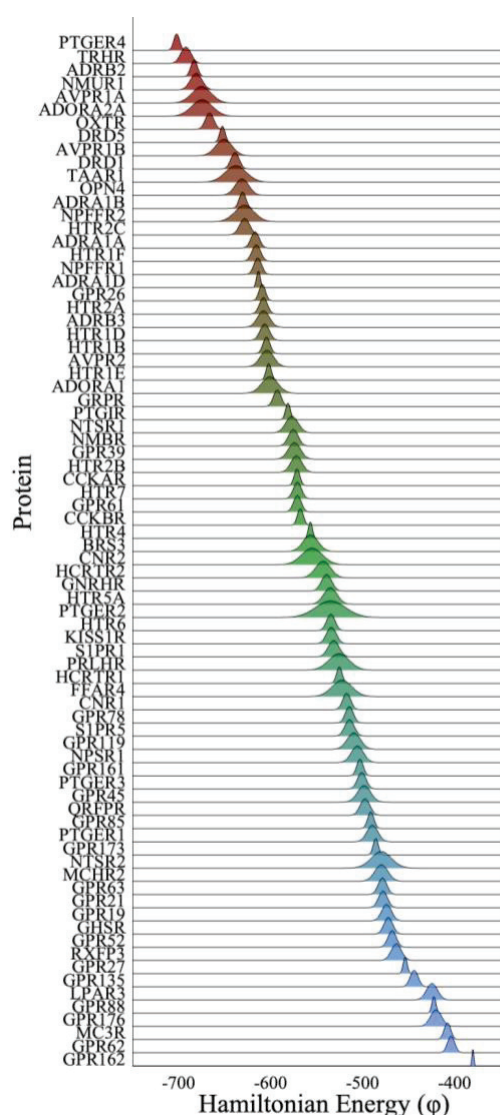 PTGER4
TRHR
ADRB2
NMUR1
AVPR1A
ADORA2A
OXTR
DRD5
AVPR1B
DRD1
TAAR1
OPN4
ADRA1B
NPFFR2
HTR2C
ADRA1A
HTR1F
NPFFR1
ADRA1D
GPR26
HTR2A
ADRB3
HTR1D
HTR1B
AVPR2
HTR1E
ADORA1
GRPR
PTGIR
NTSR1
NMBR
GPR39
HTR2B
CCKAR
HTR7
GPR61
CCKBR
HTR4
BRS3
CNR2
HCRTR2
GNRHR
HTR5A
PTGER2
HTR6
KISS1R
S1PR1
PRLHR
HCRTR1
FFAR4
CNR1
GPR78
S1PR5
GPR119
NPSR1
GPR161
PTGER3
GPR45
QRFPR
GPR85
PTGER1
GPR173
NTSR2
MCHR2
GPR63
GPR21
GPR19
GHSR
GPR52
RXFP3
GPR27
GPR135
LPAR3
GPR88
GPR176
MC3R
GPR62
GPR162
Protein
-700 -600 -500 -400
Hamiltonian Energy (φ)